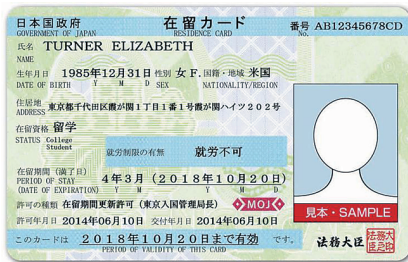 日本国政府 在留カード 番号 AB12345678CD
GOVERNMENT OF JAPAN RESIDENCE CARD No.
氏名 TURNER ELIZABETH
NAME
生年月日 1985年12月31日 性別 女 F. 国籍・地域 米国
DATE OF BIRTH Y M D SEX NATIONALITY/REGION
住居地 東京都千代田区霞が関1丁目1番1号霞が関ハイツ202号
ADDRESS
在留資格 留学
STATUS College Student
就労制限の有無 就労不可
在留期間(満了日) 4年3月(2018年10月20日)
PERIOD OF STAY
(DATE OF EXPIRATION) Y M Y M D
許可の種類 在留期間更新許可(東京入国管理局長) MOJ
許可年月日 2014年06月10日 交付年月日 2014年06月10日
見本・SAMPLE
このカードは 2018年10月20日まで有効 です。
PERIOD OF VALIDITY OF THIS CARD
法務大臣